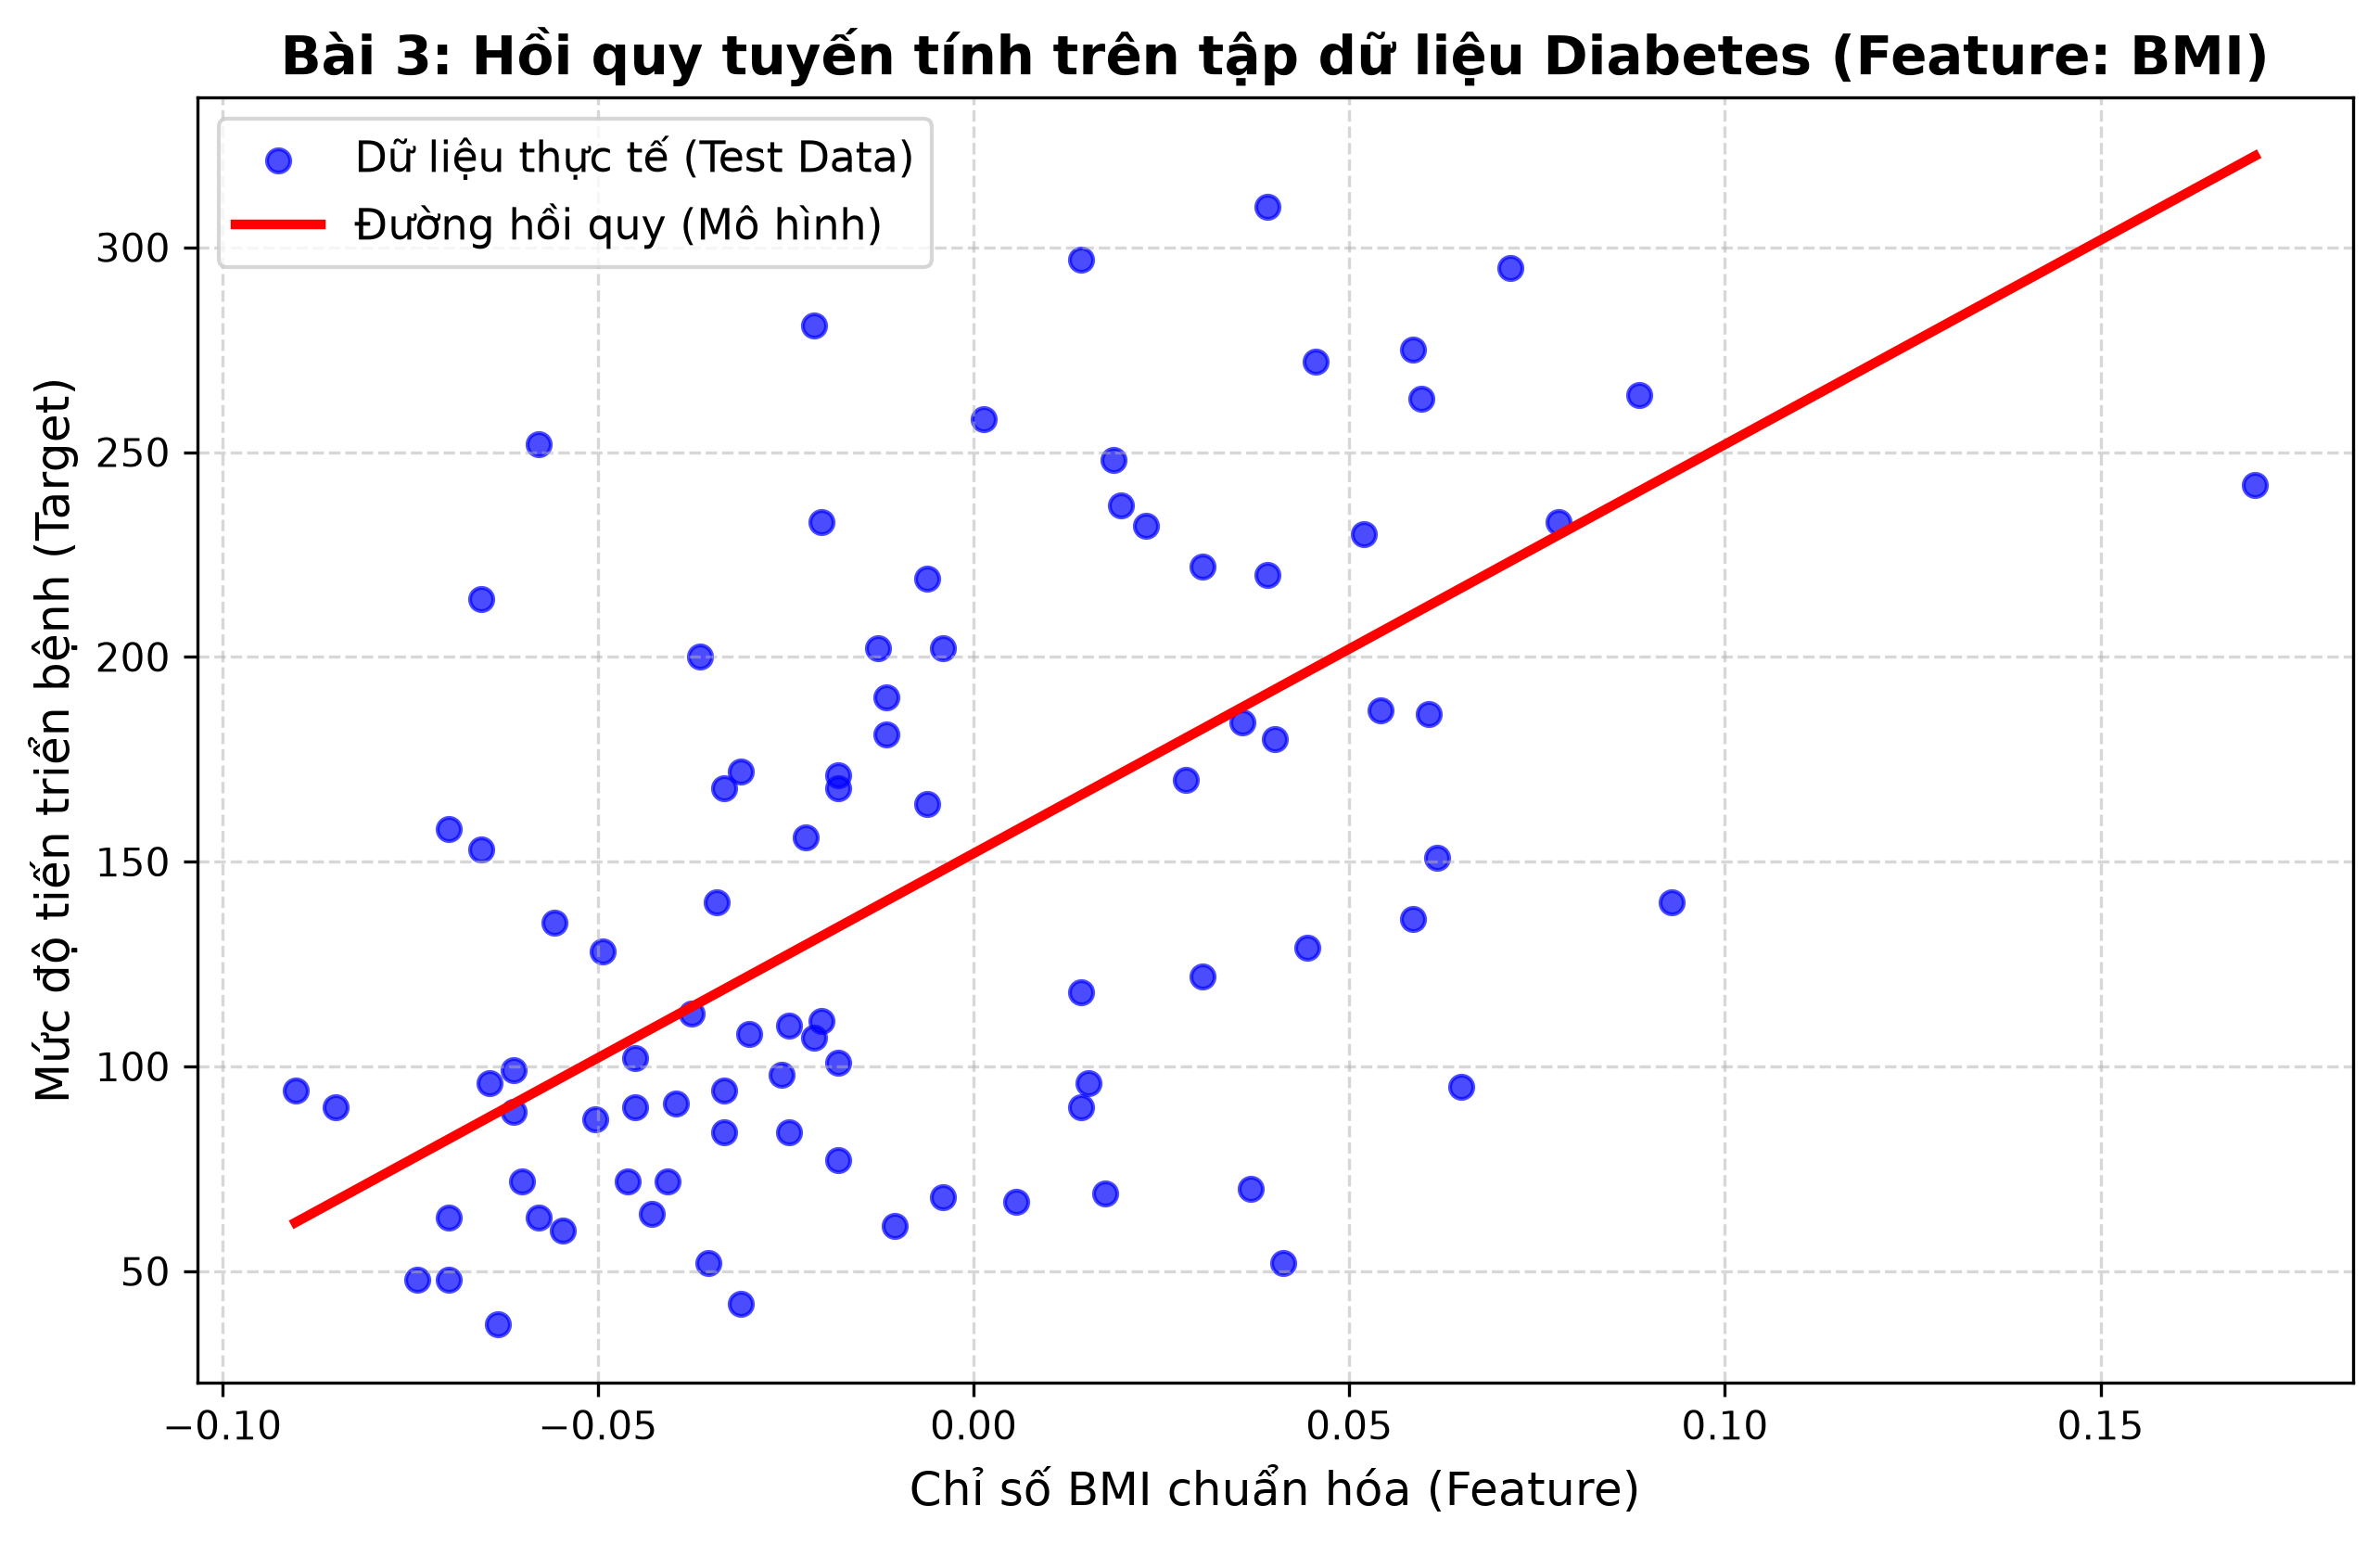 Bài 3: Hồi quy tuyến tính trên tập dữ liệu Diabetes (Feature: BMI)
Dữ liệu thực tế (Test Data)
Đường hồi quy (Mô hình)
Mức độ tiến triển bệnh (Target)
300
250
200
150
100
50
−0.10 −0.05 0.00 0.05 0.10 0.15
Chỉ số BMI chuẩn hóa (Feature)